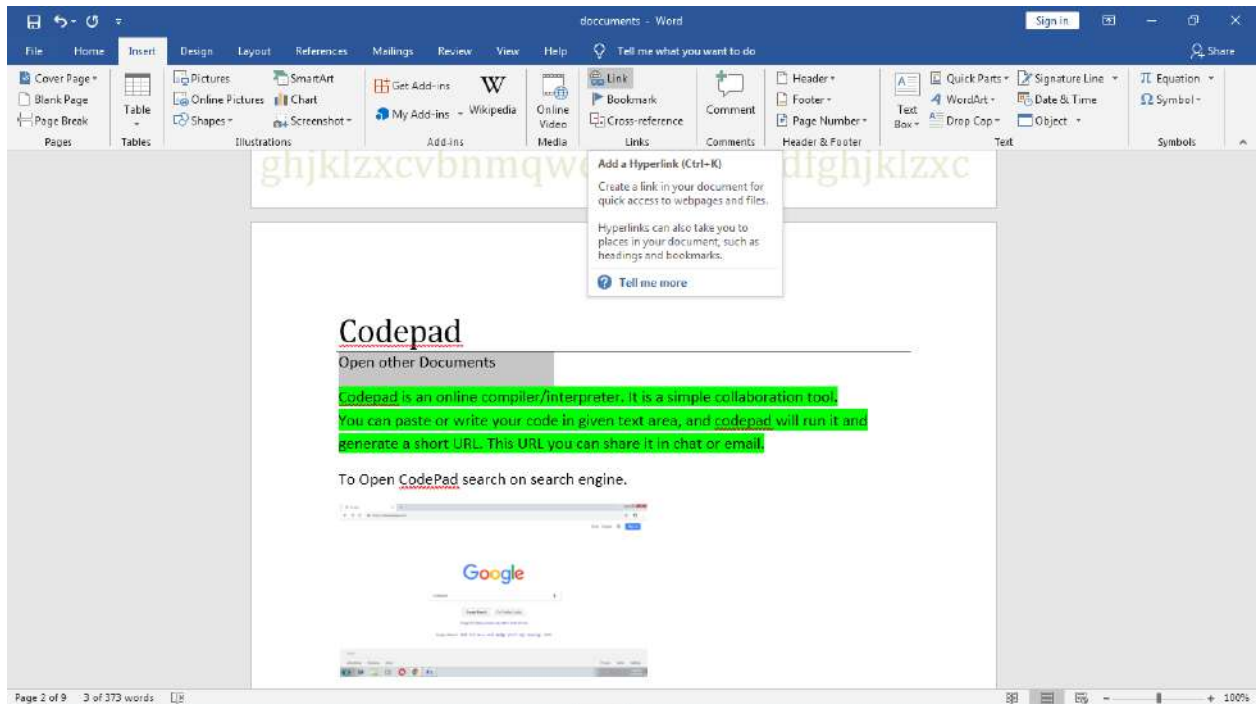 doccuments - Word
Sign in
File Home Insert Design Layout References Mailings Review View Help Tell me what you want to do Share
Cover Page
Blank Page
Page Break
Pages
Table
Tables
Pictures
Online Pictures
Shapes
SmartArt
Chart
Screenshot
Illustrations
Get Add-ins
My Add-ins
Wikipedia
Add-ins
Online
Video
Media
Link
Bookmark
Cross-reference
Links
Comment
Comments
Header
Footer
Page Number
Header & Footer
Text
Box
Quick Parts
WordArt
Drop Cap
Signature Line
Date & Time
Object
Text
Equation
Symbol
Symbols
ghjklzxcvbnmqw dfghjklzxc
Add a Hyperlink (Ctrl+K)
Create a link in your document for
quick access to webpages and files.
Hyperlinks can also take you to
places in your document, such as
headings and bookmarks.
Tell me more
Codepad
Open other Documents
Codepad is an online compiler/interpreter. It is a simple collaboration tool.
You can paste or write your code in given text area, and codepad will run it and
generate a short URL. This URL you can share it in chat or email.
To Open CodePad search on search engine.
Google
Page 2 of 9 3 of 373 words
100%